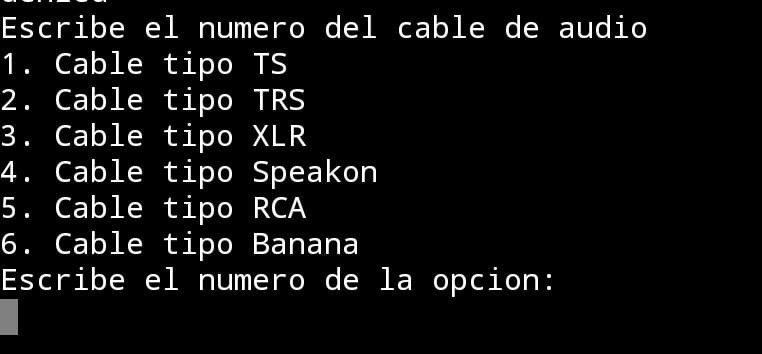 Escribe el numero del cable de audio
1. Cable tipo TS
2. Cable tipo TRS
3. Cable tipo XLR
4. Cable tipo Speakon
5. Cable tipo RCA
6. Cable tipo Banana
Escribe el numero de la opcion: